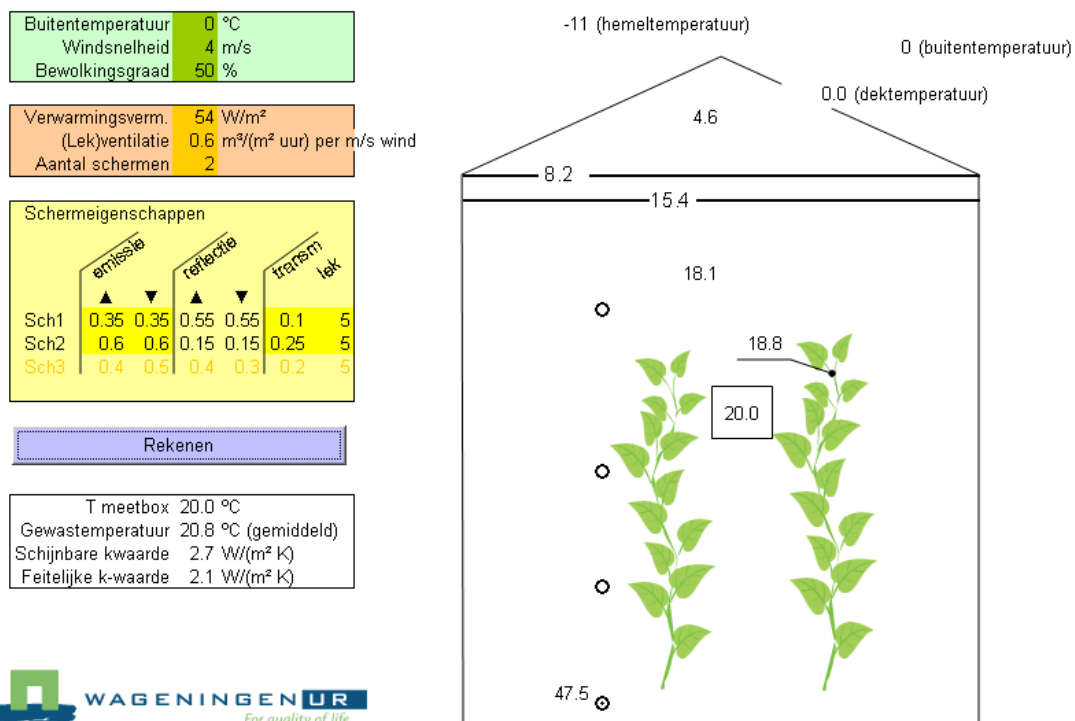 Buitentemperatuur 0 °C
Windsnelheid 4 m/s
Bewolkingsgraad 50 %
Verwarmingsverm. 54 W/m²
(Lek)ventilatie 0.6 m³/(m² uur) per m/s wind
Aantal schermen 2
Schermeigenschappen
emissie reflectie transm lek
▲ ▼ ▲ ▼
Sch1 0.35 0.35 0.55 0.55 0.1 5
Sch2 0.6 0.6 0.15 0.15 0.25 5
Sch3 0.4 0.5 0.4 0.3 0.2 5
Rekenen
T meetbox 20.0 °C
Gewastemperatuur 20.8 °C (gemiddeld)
Schijnbare kwaarde 2.7 W/(m² K)
Feitelijke k-waarde 2.1 W/(m² K)
WAGENINGEN UR
For quality of life
-11 (hemeltemperatuur)
0 (buitentemperatuur)
0.0 (dektemperatuur)
4.6
8.2
15.4
18.1
18.8
20.0
47.5